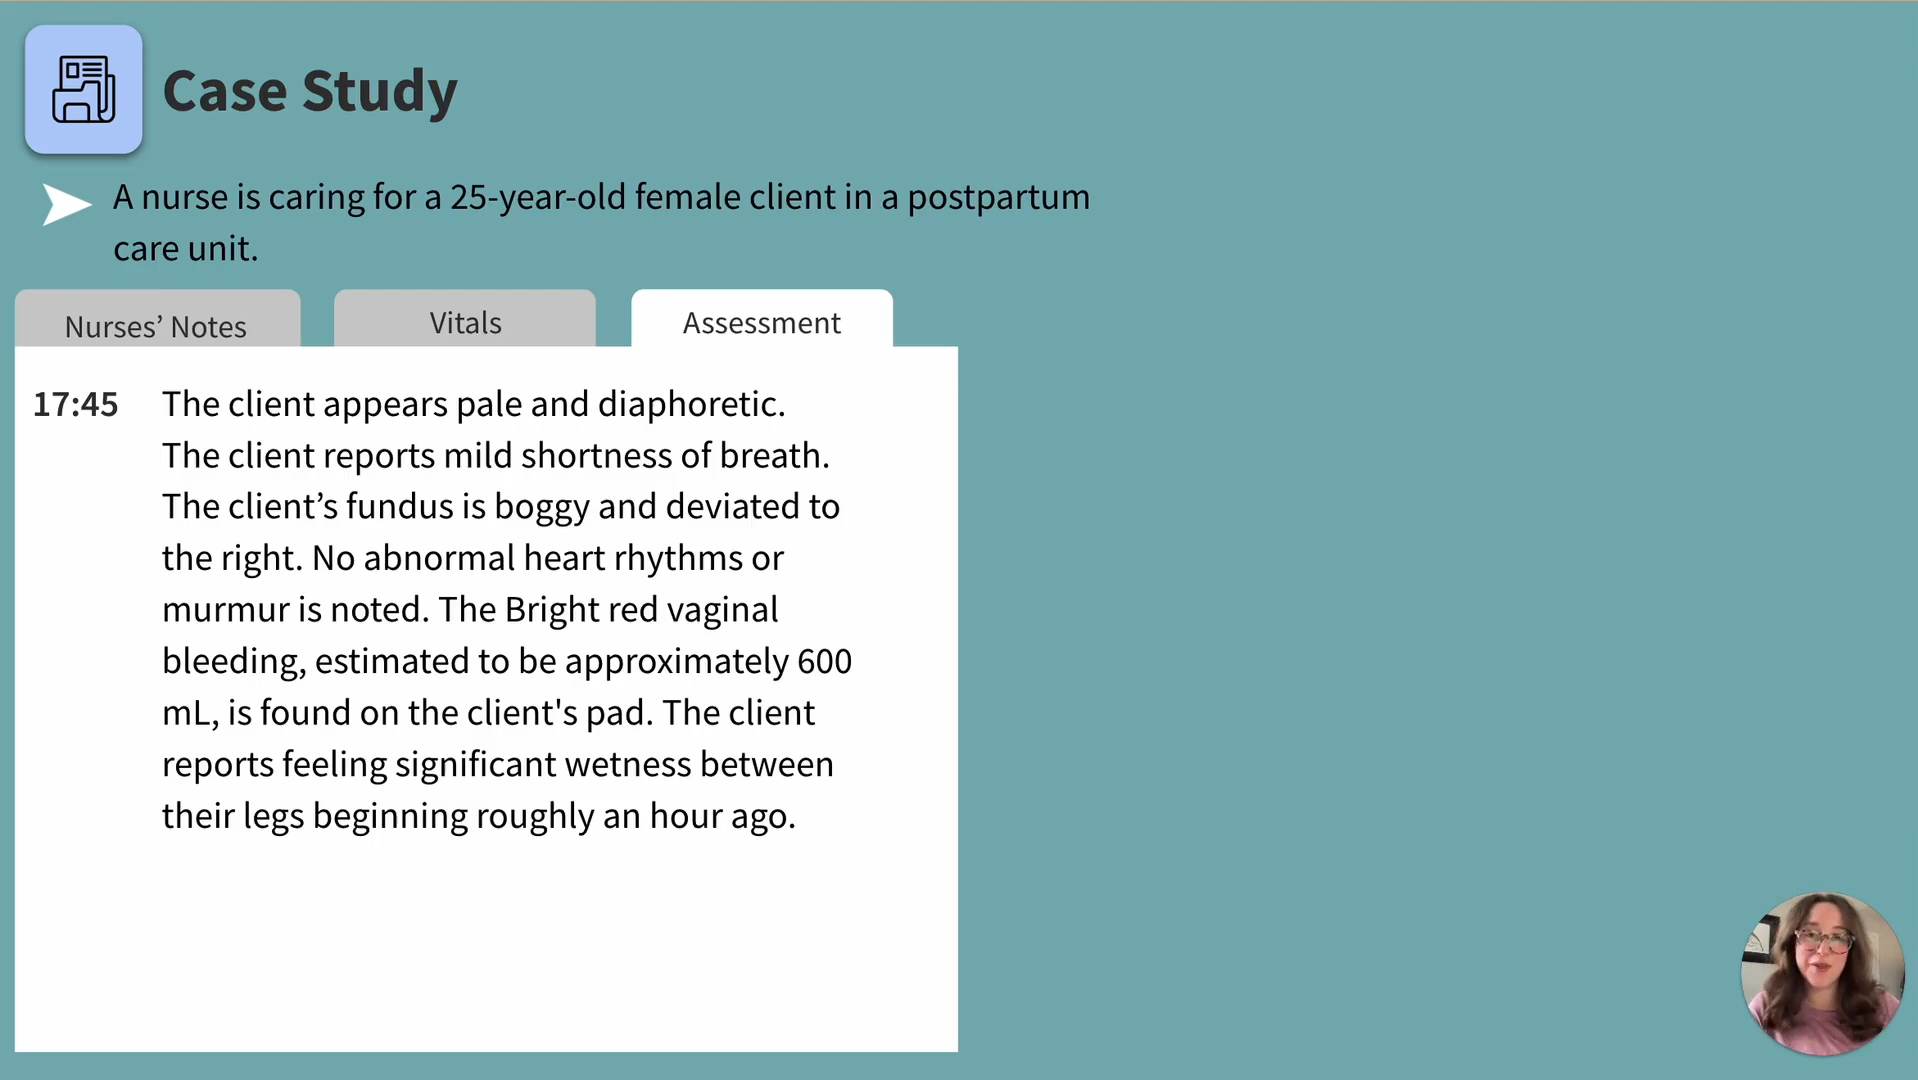 Case Study
A nurse is caring for a 25-year-old female client in a postpartum
care unit.
Nurses’ Notes
Vitals
Assessment
17:45 The client appears pale and diaphoretic.
The client reports mild shortness of breath.
The client’s fundus is boggy and deviated to
the right. No abnormal heart rhythms or
murmur is noted. The Bright red vaginal
bleeding, estimated to be approximately 600
mL, is found on the client's pad. The client
reports feeling significant wetness between
their legs beginning roughly an hour ago.